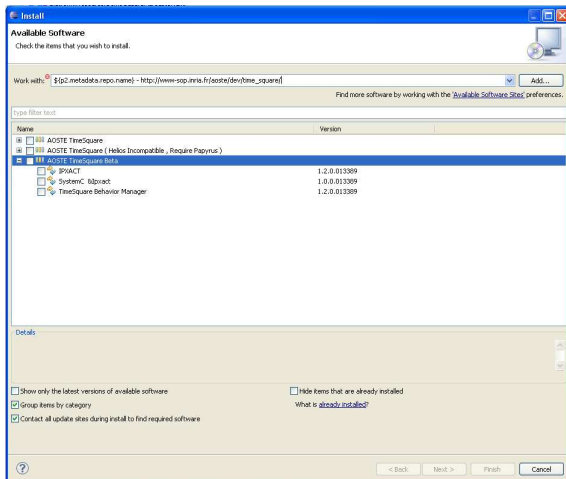 Install
Available Software
Check the items that you wish to install.
Work with: ${p2.metadata.repo.name} - http://www-sop.inria.fr/aoste/dev/time_square/ Add...
Find more software by working with the 'Available Software Sites' preferences.
type filter text
Name Version
AOSTE TimeSquare
AOSTE TimeSquare ( Helios Incompatible , Require Papyrus )
AOSTE TimeSquare Beta
IPXACT 1.2.0.013389
SystemC &Ipxact 1.0.0.013389
TimeSquare Behavior Manager 1.2.0.013389
Details
Show only the latest versions of available software Hide items that are already installed
Group items by category What is already installed?
Contact all update sites during install to find required software
? < Back Next > Finish Cancel